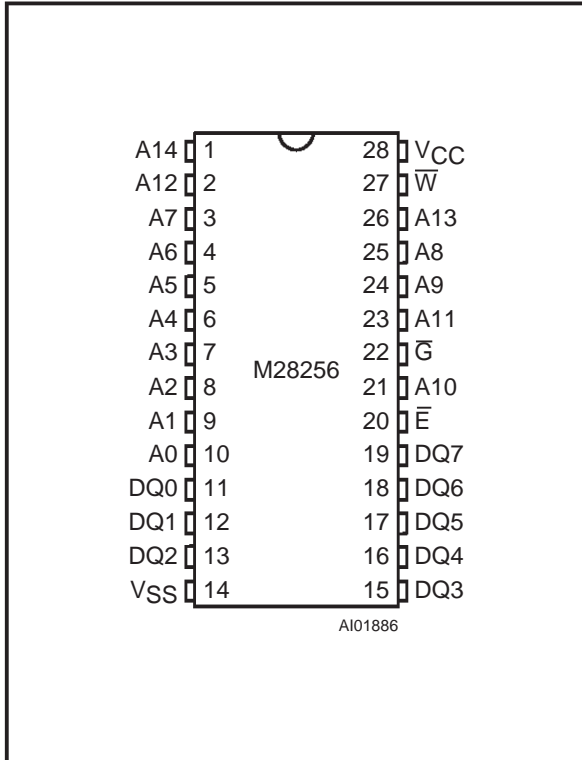 A14 1 28 VCC
A12 2 27 W̅
A7 3 26 A13
A6 4 25 A8
A5 5 24 A9
A4 6 23 A11
A3 7 22 G̅
A2 8 21 A10
A1 9 20 E̅
A0 10 19 DQ7
DQ0 11 18 DQ6
DQ1 12 17 DQ5
DQ2 13 16 DQ4
VSS 14 15 DQ3
M28256
AI01886